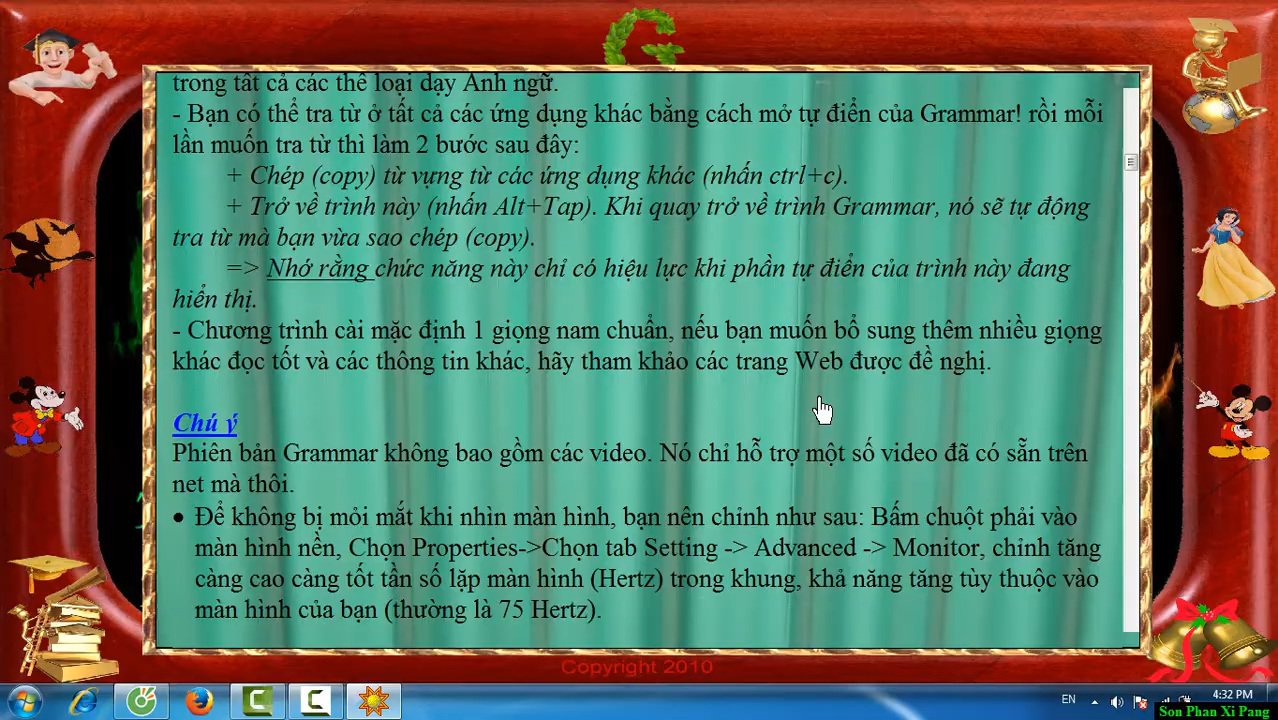 trong tất cả các thể loại dạy Anh ngữ.
- Bạn có thể tra từ ở tất cả các ứng dụng khác bằng cách mở tự điển của Grammar! rồi mỗi
lần muốn tra từ thì làm 2 bước sau đây:
+ Chép (copy) từ vựng từ các ứng dụng khác (nhấn ctrl+c).
+ Trở về trình này (nhấn Alt+Tap). Khi quay trở về trình Grammar, nó sẽ tự động
tra từ mà bạn vừa sao chép (copy).
=> Nhớ rằng chức năng này chỉ có hiệu lực khi phần tự điển của trình này đang
hiển thị.
- Chương trình cài mặc định 1 giọng nam chuẩn, nếu bạn muốn bổ sung thêm nhiều giọng
khác đọc tốt và các thông tin khác, hãy tham khảo các trang Web được đề nghị.
Chú ý
Phiên bản Grammar không bao gồm các video. Nó chỉ hỗ trợ một số video đã có sẵn trên
net mà thôi.
• Để không bị mỏi mắt khi nhìn màn hình, bạn nên chỉnh như sau: Bấm chuột phải vào
màn hình nền, Chọn Properties->Chọn tab Setting -> Advanced -> Monitor, chỉnh tăng
càng cao càng tốt tần số lặp màn hình (Hertz) trong khung, khả năng tăng tùy thuộc vào
màn hình của bạn (thường là 75 Hertz).
Copyright 2010
EN
4:32 PM
Son Phan Xi Pang